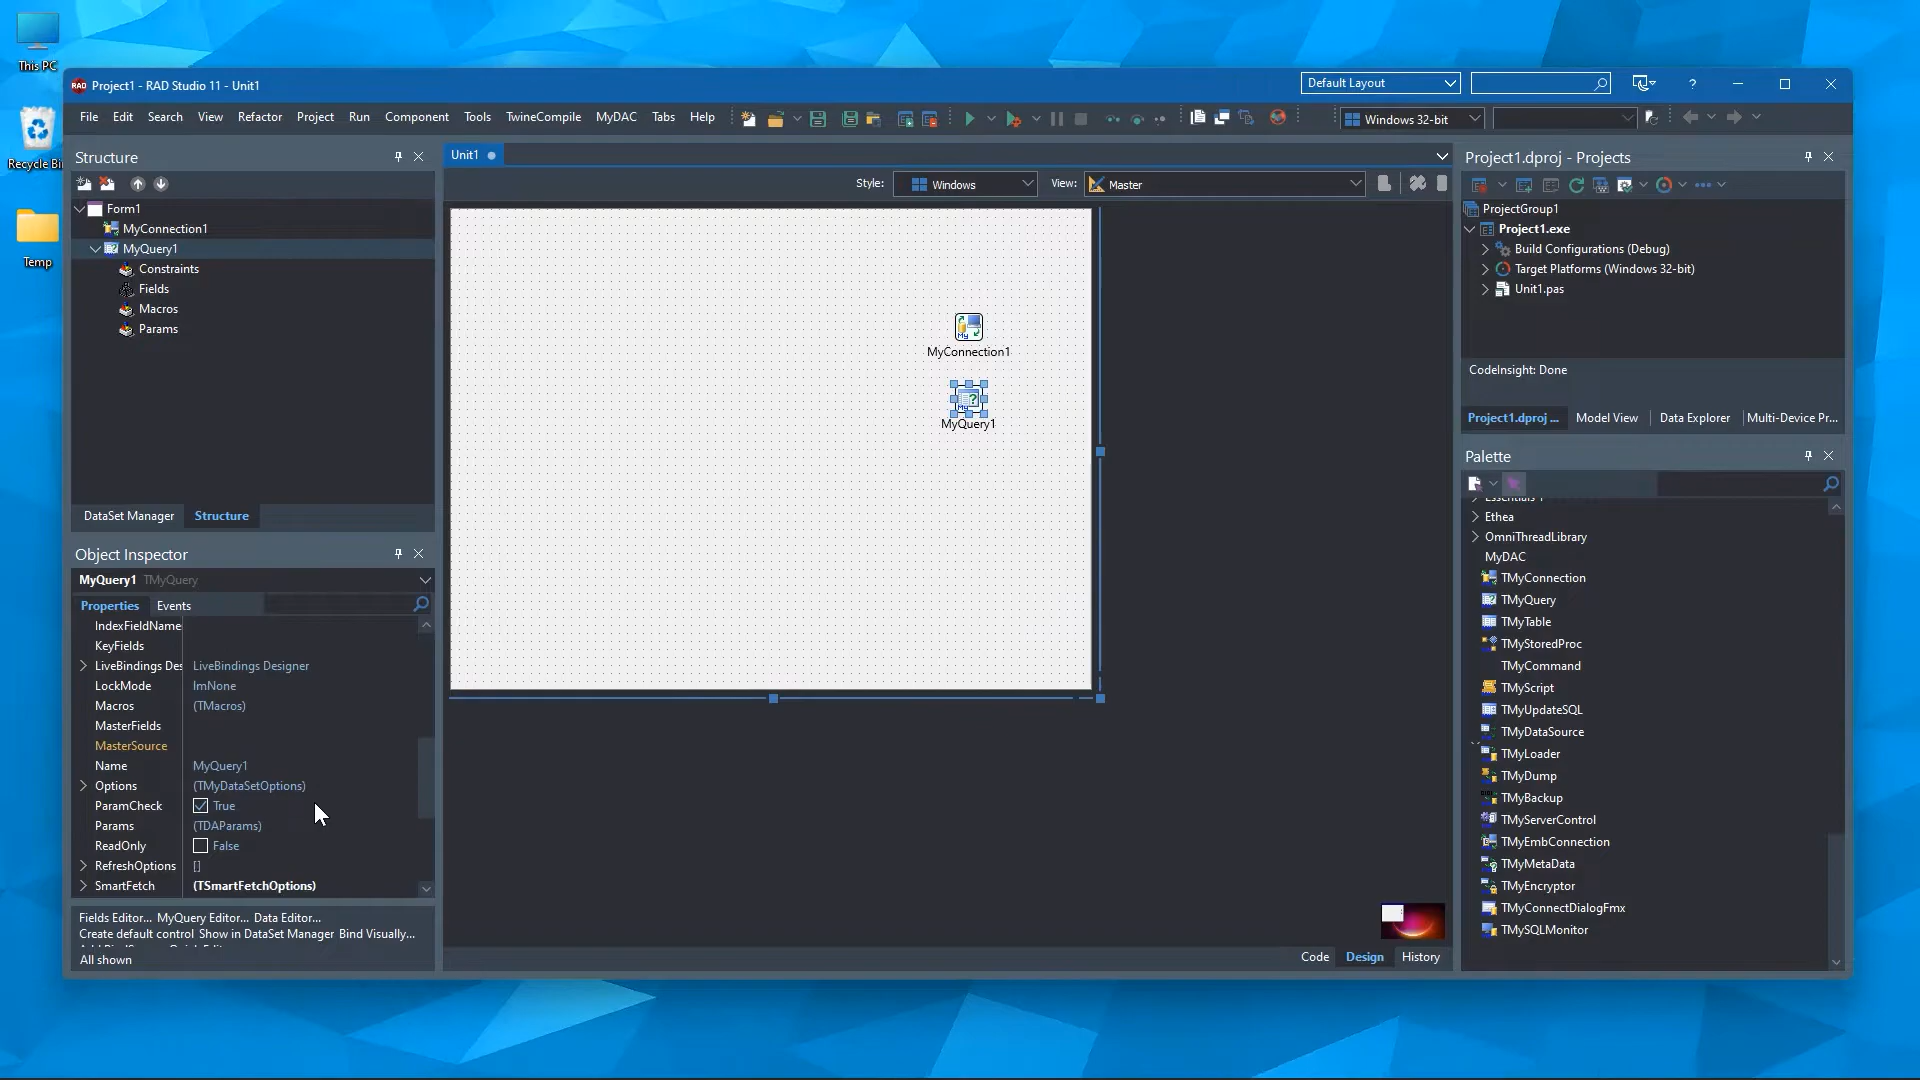 This PC
Recycle Bi
Temp
RAD Project1 - RAD Studio 11 - Unit1
Default Layout
?
File Edit Search View Refactor Project Run Component Tools TwineCompile MyDAC Tabs Help
Windows 32-bit
Structure
Form1
MyConnection1
MyQuery1
Constraints
Fields
Macros
Params
DataSet Manager Structure
Object Inspector
MyQuery1 TMyQuery
Properties Events
IndexFieldName
KeyFields
LiveBindings Des LiveBindings Designer
LockMode lmNone
Macros (TMacros)
MasterFields
MasterSource
Name MyQuery1
Options (TMyDataSetOptions)
ParamCheck True
Params (TDAParams)
ReadOnly False
RefreshOptions []
SmartFetch (TSmartFetchOptions)
Fields Editor... MyQuery Editor... Data Editor...
Create default control Show in DataSet Manager Bind Visually...
All shown
Unit1
Style: Windows View: Master
MyConnection1
MyQuery1
Code Design History
Project1.dproj - Projects
ProjectGroup1
Project1.exe
Build Configurations (Debug)
Target Platforms (Windows 32-bit)
Unit1.pas
CodeInsight: Done
Project1.dproj ... Model View Data Explorer Multi-Device Pr...
Palette
Ethea
OmniThreadLibrary
MyDAC
TMyConnection
TMyQuery
TMyTable
TMyStoredProc
TMyCommand
TMyScript
TMyUpdateSQL
TMyDataSource
TMyLoader
TMyDump
TMyBackup
TMyServerControl
TMyEmbConnection
TMyMetaData
TMyEncryptor
TMyConnectDialogFmx
TMySQLMonitor